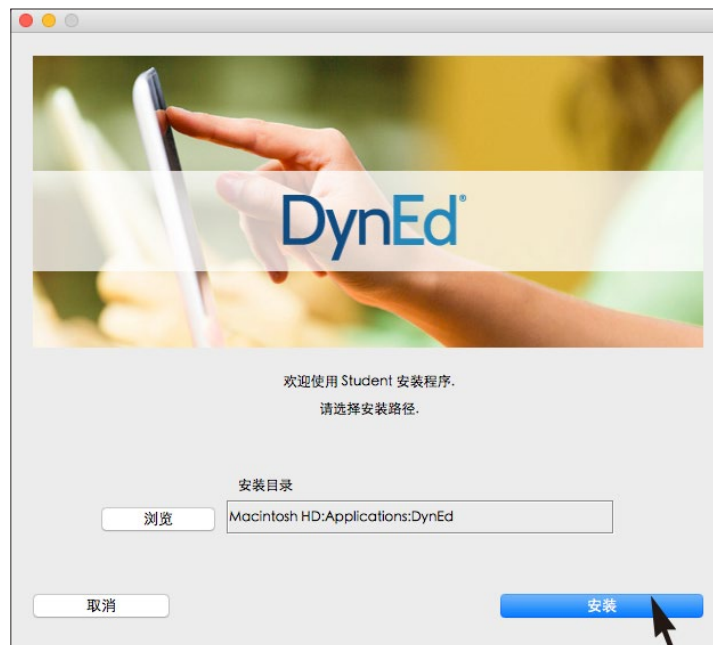 DynEd®
欢迎使用 Student 安装程序.
请选择安装路径.
安装目录
浏览
Macintosh HD:Applications:DynEd
取消
安装